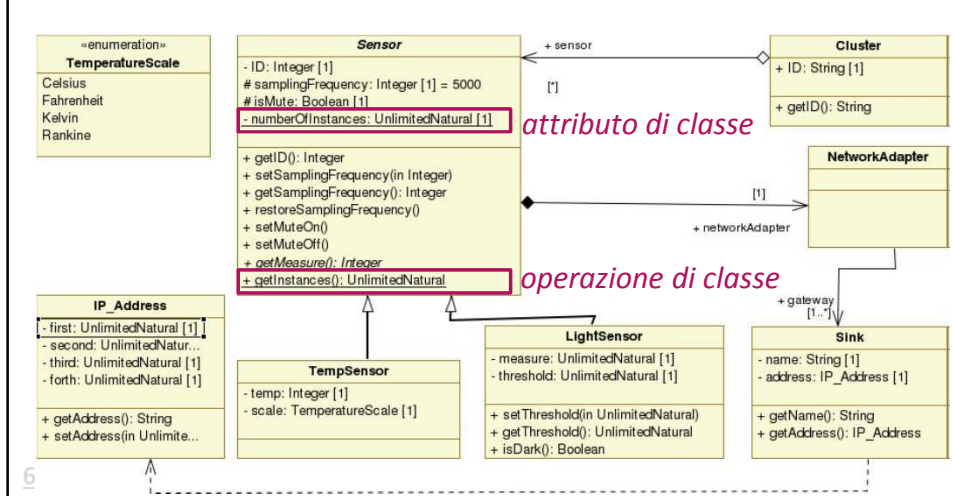 «enumeration»
TemperatureScale
Celsius
Fahrenheit
Kelvin
Rankine
Sensor
- ID: Integer [1]
# samplingFrequency: Integer [1] = 5000
# isMute: Boolean [1]
- numberOfInstances: UnlimitedNatural [1]
attributo di classe
+ getID(): Integer
+ setSamplingFrequency(in Integer)
+ getSamplingFrequency(): Integer
+ restoreSamplingFrequency()
+ setMuteOn()
+ setMuteOff()
+ getMeasure(): Integer
+ getInstances(): UnlimitedNatural
operazione di classe
+ sensor
[*]
Cluster
+ ID: String [1]
+ getID(): String
NetworkAdapter
[1]
+ networkAdapter
+ gateway
[1..*]
IP_Address
- first: UnlimitedNatural [1]
- second: UnlimitedNatur...
- third: UnlimitedNatural [1]
- forth: UnlimitedNatural [1]
+ getAddress(): String
+ setAddress(in Unlimite...
TempSensor
- temp: Integer [1]
- scale: TemperatureScale [1]
LightSensor
- measure: UnlimitedNatural [1]
- threshold: UnlimitedNatural [1]
+ setThreshold(in UnlimitedNatural)
+ getThreshold(): UnlimitedNatural
+ isDark(): Boolean
Sink
- name: String [1]
- address: IP_Address [1]
+ getName(): String
+ getAddress(): IP_Address
6